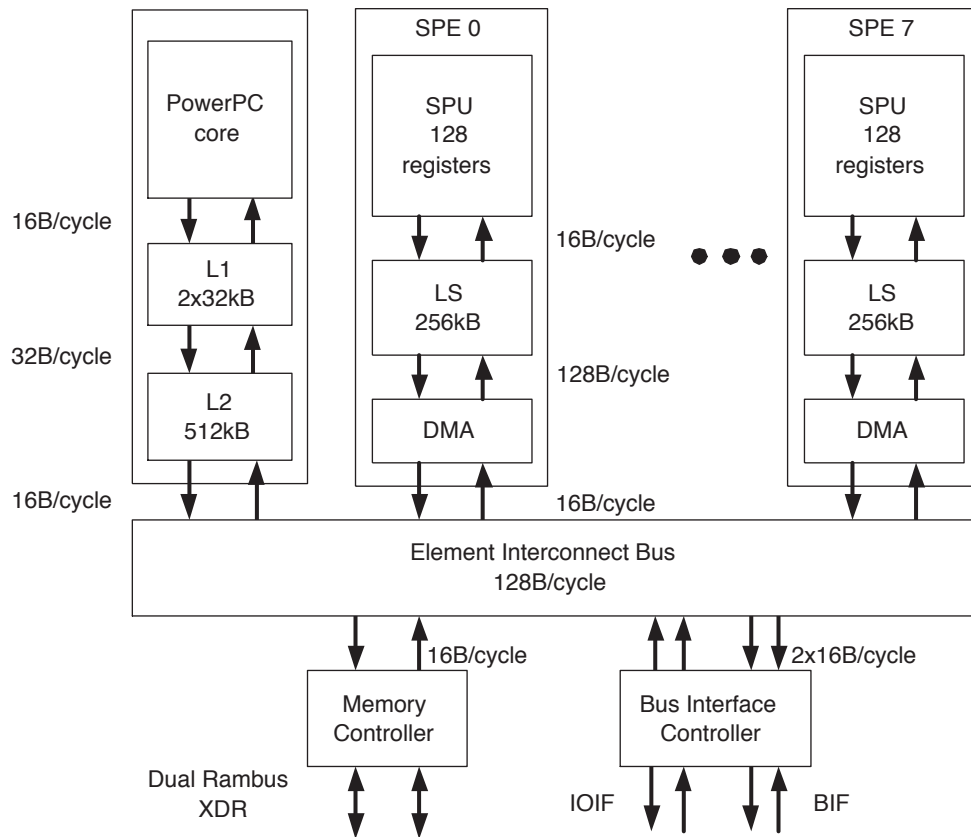 PowerPC
core
16B/cycle
L1
2x32kB
32B/cycle
L2
512kB
16B/cycle
SPE 0
SPU
128
registers
16B/cycle
LS
256kB
128B/cycle
DMA
16B/cycle
SPE 7
SPU
128
registers
LS
256kB
DMA
Element Interconnect Bus
128B/cycle
16B/cycle
2x16B/cycle
Memory
Controller
Bus Interface
Controller
Dual Rambus
XDR
IOIF
BIF